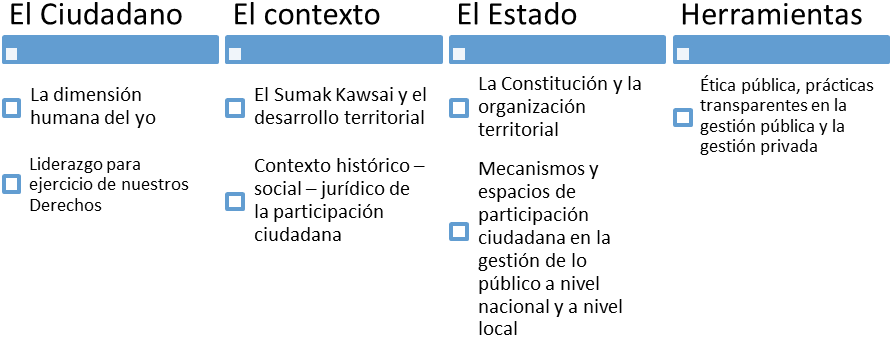 El Ciudadano
La dimensión
humana del yo
Liderazgo para
ejercicio de nuestros
Derechos
El contexto
El Sumak Kawsai y el
desarrollo territorial
Contexto histórico –
social – jurídico de
la participación
ciudadana
El Estado
La Constitución y la
organización
territorial
Mecanismos y
espacios de
participación
ciudadana en la
gestión de lo
público a nivel
nacional y a nivel
local
Herramientas
Ética pública, prácticas
transparentes en la
gestión pública y la
gestión privada